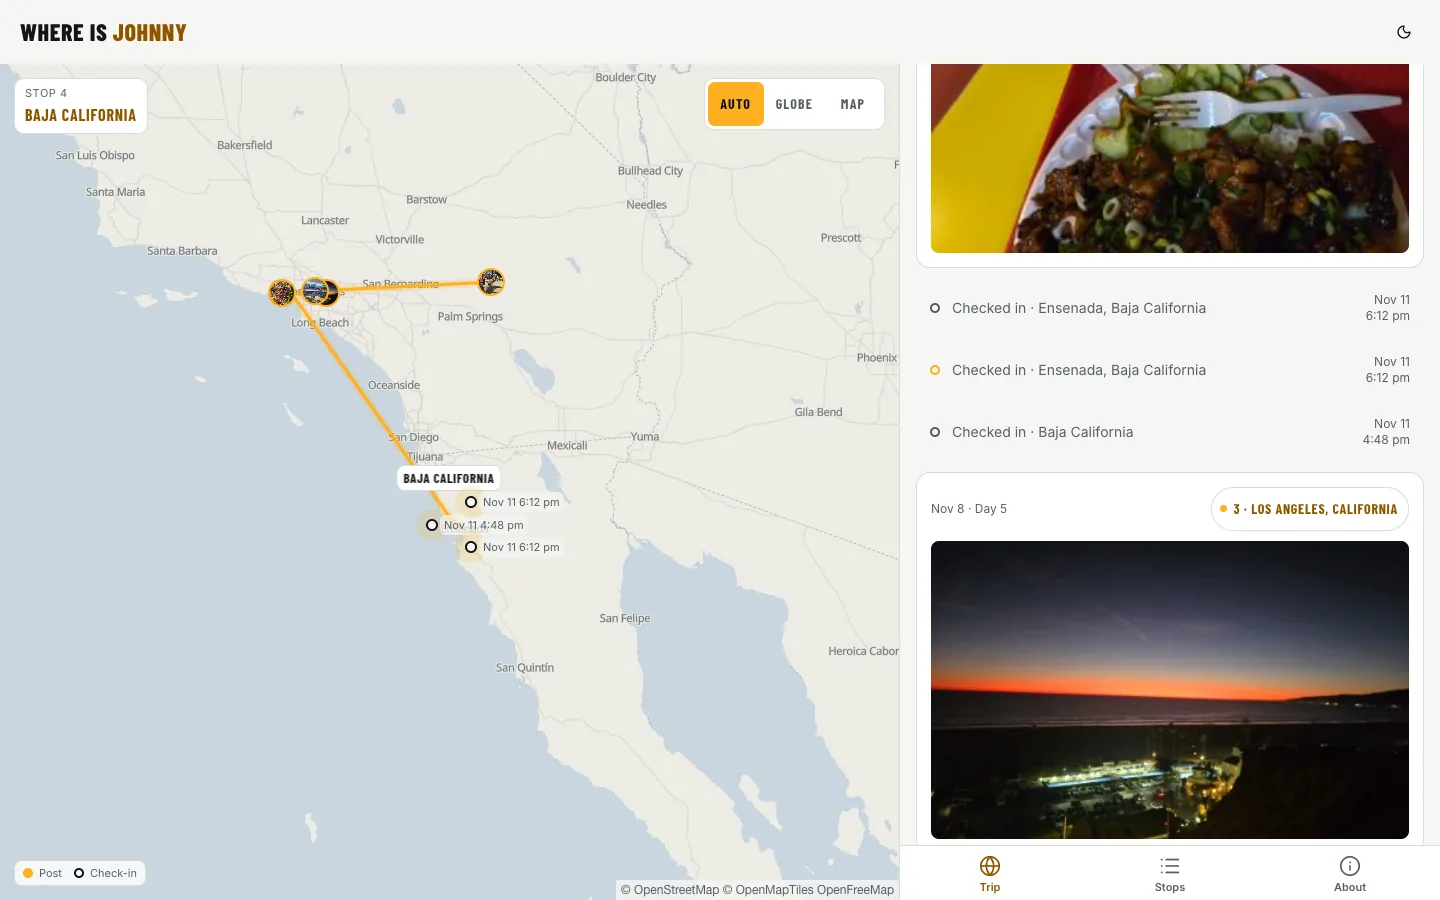 WHERE IS JOHNNY
STOP 4
BAJA CALIFORNIA
AUTO
GLOBE
MAP
Boulder City
San Luis Obispo
Bakersfield
Bullhead City
Santa Maria
Barstow
Needles
Lancaster
Santa Barbara
Victorville
Prescott
San Bernardino
Long Beach
Palm Springs
Phoenix
Oceanside
Gila Bend
San Diego
Mexicali
Yuma
Tijuana
BAJA CALIFORNIA
Nov 11 6:12 pm
Nov 11 4:48 pm
Nov 11 6:12 pm
San Felipe
Heroica Cabor
San Quintín
Post
Check-in
© OpenStreetMap © OpenMapTiles OpenFreeMap
Checked in · Ensenada, Baja California
Nov 11
6:12 pm
Checked in · Ensenada, Baja California
Nov 11
6:12 pm
Checked in · Baja California
Nov 11
4:48 pm
Nov 8 · Day 5
3 · LOS ANGELES, CALIFORNIA
Trip
Stops
About